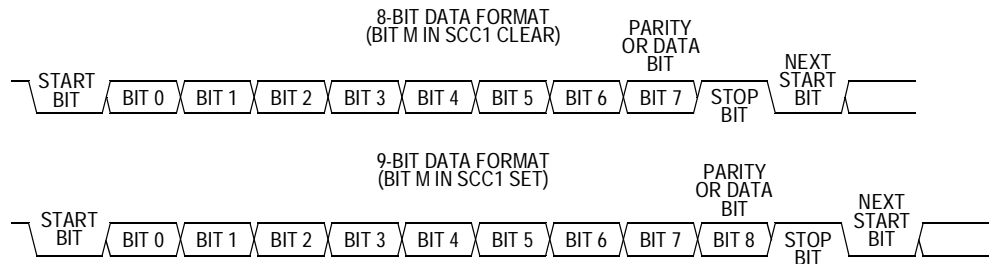 8-BIT DATA FORMAT
(BIT M IN SCC1 CLEAR)
PARITY
OR DATA
BIT
START
BIT
BIT 0
BIT 1
BIT 2
BIT 3
BIT 4
BIT 5
BIT 6
BIT 7
STOP
BIT
NEXT
START
BIT
9-BIT DATA FORMAT
(BIT M IN SCC1 SET)
PARITY
OR DATA
BIT
START
BIT
BIT 0
BIT 1
BIT 2
BIT 3
BIT 4
BIT 5
BIT 6
BIT 7
BIT 8
STOP
BIT
NEXT
START
BIT